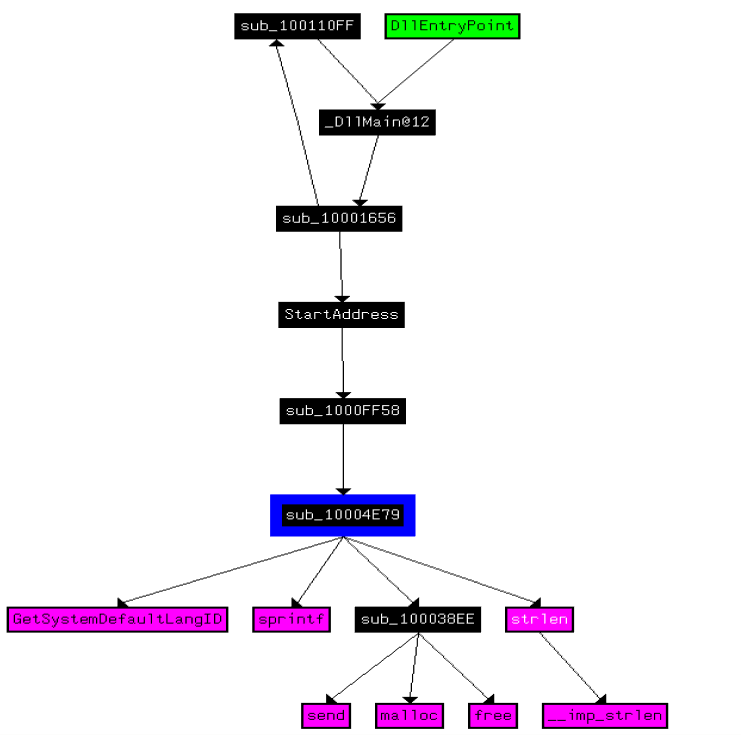 sub_100110FF
DllEntryPoint
_DllMain@12
sub_10001656
StartAddress
sub_1000FF58
sub_10004E79
GetSystemDefaultLangID
sprintf
sub_100038EE
strlen
send
malloc
free
__imp_strlen